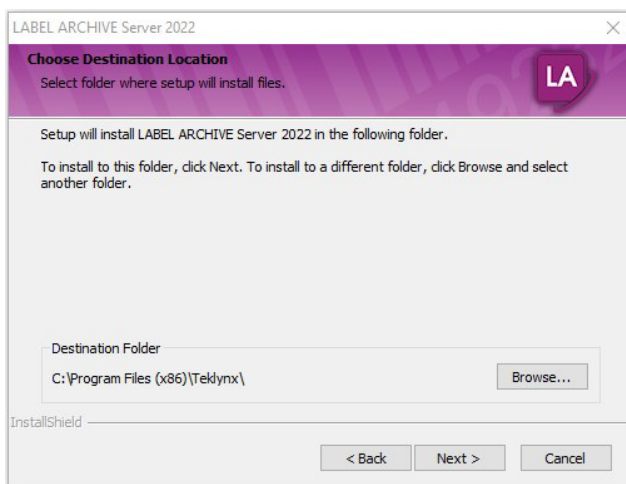 LABEL ARCHIVE Server 2022
Choose Destination Location
Select folder where setup will install files.
LA
Setup will install LABEL ARCHIVE Server 2022 in the following folder.
To install to this folder, click Next. To install to a different folder, click Browse and select
another folder.
Destination Folder
C:\Program Files (x86)\Teklynx\
Browse...
InstallShield
< Back
Next >
Cancel